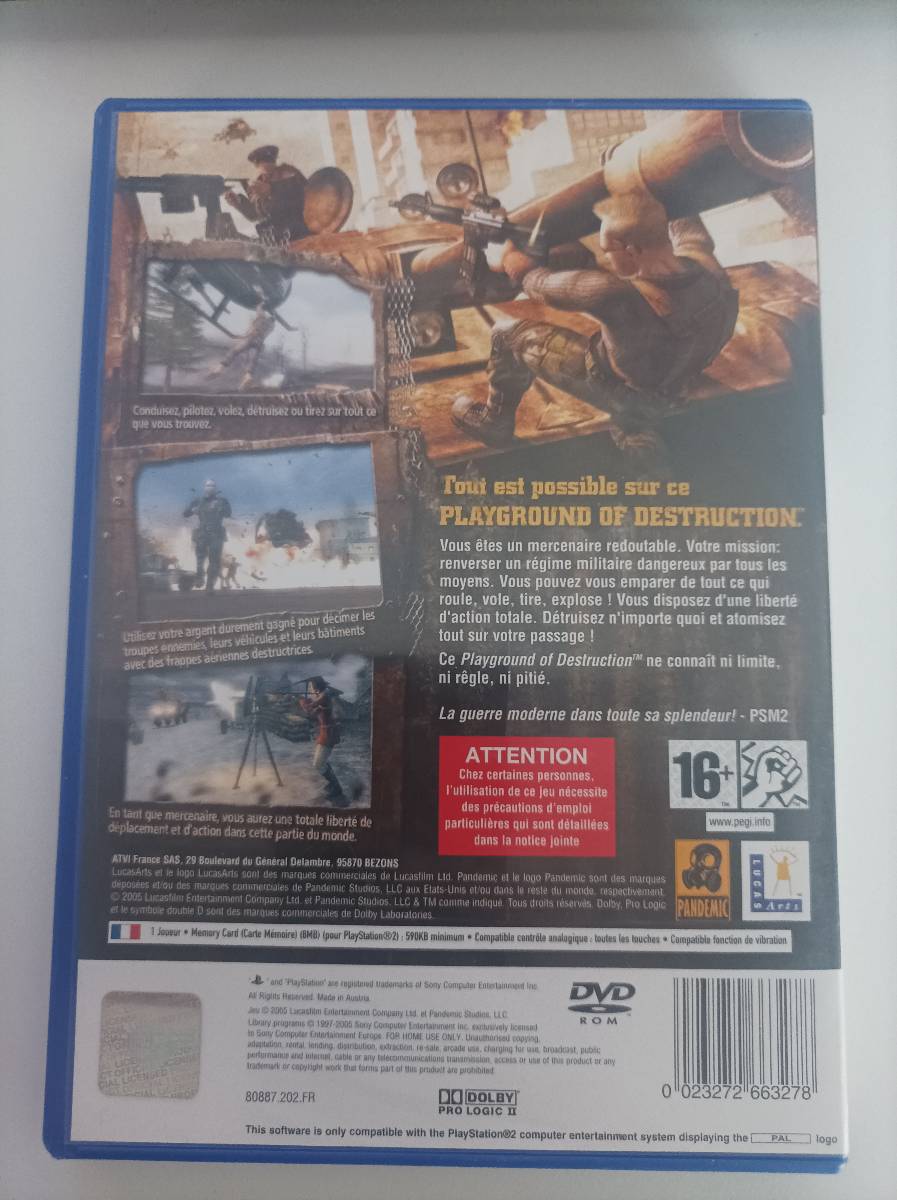 Conduisez, pilotez, volez, détruisez ou tirez sur tout ce
que vous trouvez.
Utilisez votre argent durement gagné pour décimer les
troupes ennemies, leurs véhicules et leurs bâtiments
avec des frappes aériennes destructrices.
En tant que mercenaire, vous aurez une totale liberté de
déplacement et d'action dans cette partie du monde.
Tout est possible sur ce
PLAYGROUND OF DESTRUCTION™
Vous êtes un mercenaire redoutable. Votre mission:
renverser un régime militaire dangereux par tous les
moyens. Vous pouvez vous emparer de tout ce qui
roule, vole, tire, explose ! Vous disposez d'une liberté
d'action totale. Détruisez n'importe quoi et atomisez
tout sur votre passage !
Ce Playground of Destruction™ ne connaît ni limite,
ni rêgle, ni pitié.
La guerre moderne dans toute sa splendeur! - PSM2
ATTENTION
Chez certaines personnes,
l'utilisation de ce jeu nécessite
des précautions d'emploi
particulières qui sont détaillées
dans la notice jointe
16+
www.pegi.info
PANDEMIC
LUCAS Arts
ATVI France SAS, 29 Boulevard du Général Delambre, 95870 BEZONS
LucasArts et le logo LucasArts sont des marques commerciales de Lucasfilm Ltd. Pandemic et le logo Pandemic sont des marques
déposées et/ou des marques commerciales de Pandemic Studios, LLC aux Etats-Unis et/ou dans le reste du monde, respectivement.
© 2005 Lucasfilm Entertainment Company Ltd. et Pandemic Studios, LLC & TM comme indiqué. Tous droits réservés. Dolby, Pro Logic
et le symbole double D sont des marques commerciales de Dolby Laboratories.
1 Joueur • Memory Card (Carte Mémoire) (8MB) (pour PlayStation®2) : 590KB minimum • Compatible contrôle analogique : toutes les touches • Compatible fonction de vibration
" " and "PlayStation" are registered trademarks of Sony Computer Entertainment Inc.
All Rights Reserved. Made in Austria.
Jeu © 2005 Lucasfilm Entertainment Company Ltd. et Pandemic Studios, LLC.
Library programs © 1997-2005 Sony Computer Entertainment Inc. exclusively licensed
to Sony Computer Entertainment Europe. FOR HOME USE ONLY. Unauthorised copying,
adaptation, rental, lending, distribution, extraction, re-sale, arcade use, charging for use, broadcast, public
performance and internet, cable or any telecommunications transmission, access or use of this product or any
trademark or copyright work that forms part of this product are prohibited.
80887.202.FR
DVD
ROM
DOLBY
PRO LOGIC II
0 023272 663278
This software is only compatible with the PlayStation®2 computer entertainment system displaying the PAL logo